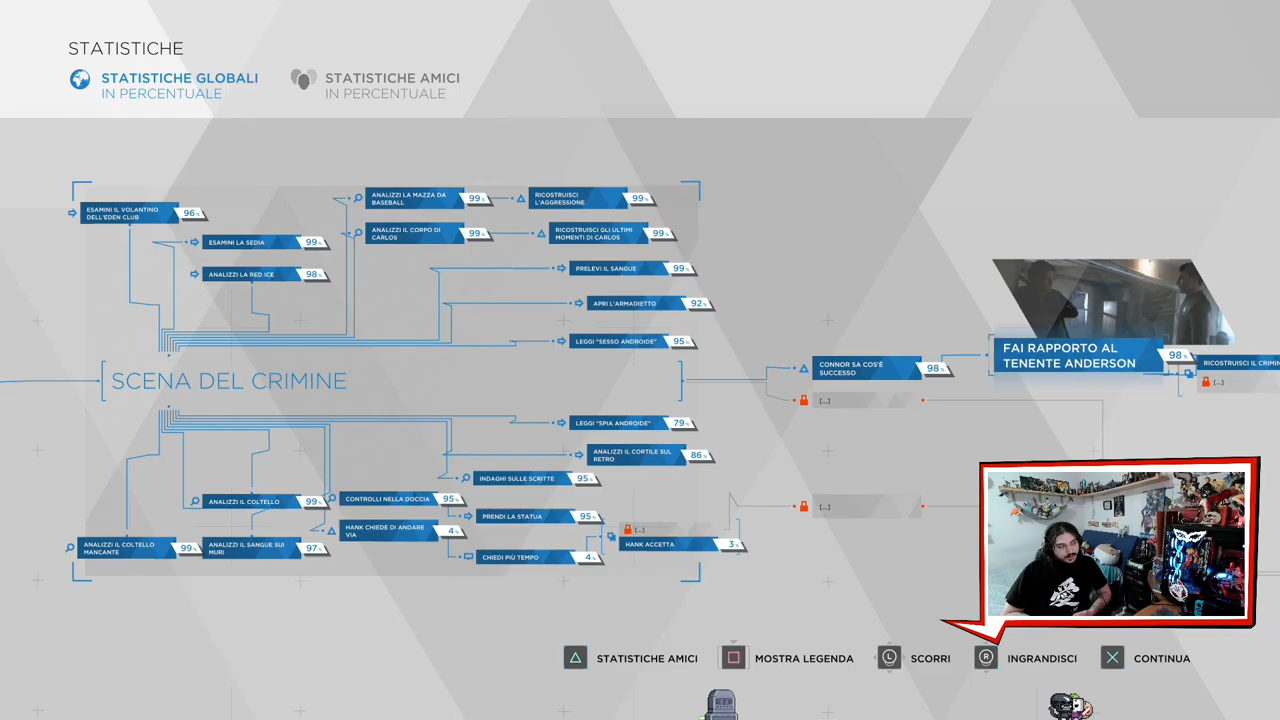 STATISTICHE
STATISTICHE GLOBALI
IN PERCENTUALE
STATISTICHE AMICI
IN PERCENTUALE
ESAMINI IL VOLANTINO
DELL'EDEN CLUB
96%
ESAMINI LA SEDIA
99%
ANALIZZI LA RED ICE
98%
ANALIZZI LA MAZZA DA
BASEBALL
99%
RICOSTRUISCI
L'AGGRESSIONE
99%
ANALIZZI IL CORPO DI
CARLOS
99%
RICOSTRUISCI GLI ULTIMI
MOMENTI DI CARLOS
99%
PRELEVI IL SANGUE
99%
APRI L'ARMADIETTO
92%
LEGGI "SESSO ANDROIDE"
95%
SCENA DEL CRIMINE
CONNOR SA COS'È
SUCCESSO
98%
[...]
FAI RAPPORTO AL
TENENTE ANDERSON
98%
RICOSTRUISCI IL CRIMIN
[...]
LEGGI "SPIA ANDROIDE"
79%
ANALIZZI IL CORTILE SUL
RETRO
86%
INDAGHI SULLE SCRITTE
95%
ANALIZZI IL COLTELLO
99%
CONTROLLI NELLA DOCCIA
95%
PRENDI LA STATUA
95%
HANK CHIEDE DI ANDARE
VIA
4%
[...]
[...]
ANALIZZI IL COLTELLO
MANCANTE
99%
ANALIZZI IL SANGUE SUI
MURI
97%
CHIEDI PIÙ TEMPO
4%
HANK ACCETTA
3%
STATISTICHE AMICI
MOSTRA LEGENDA
L
SCORRI
R
INGRANDISCI
CONTINUA